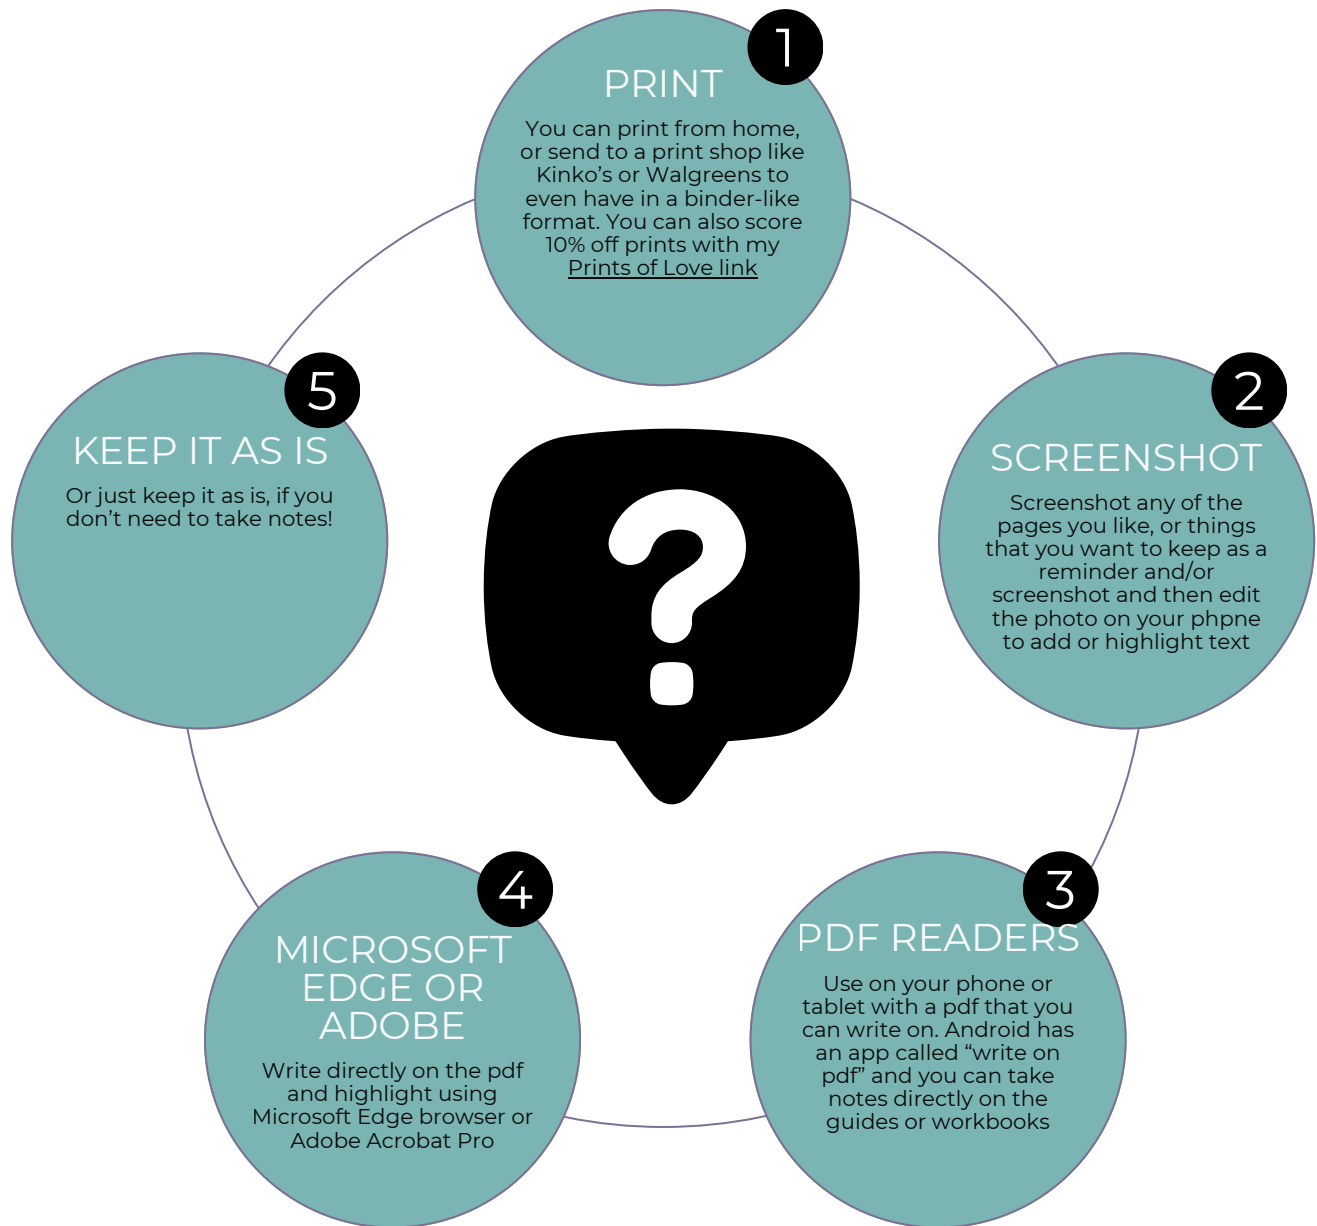 1
PRINT
You can print from home,
or send to a print shop like
Kinko’s or Walgreens to
even have in a binder-like
format. You can also score
10% off prints with my
Prints of Love link
2
SCREENSHOT
Screenshot any of the
pages you like, or things
that you want to keep as a
reminder and/or
screenshot and then edit
the photo on your phpne
to add or highlight text
3
PDF READERS
Use on your phone or
tablet with a pdf that you
can write on. Android has
an app called “write on
pdf” and you can take
notes directly on the
guides or workbooks
4
MICROSOFT
EDGE OR
ADOBE
Write directly on the pdf
and highlight using
Microsoft Edge browser or
Adobe Acrobat Pro
5
KEEP IT AS IS
Or just keep it as is, if you
don’t need to take notes!
?